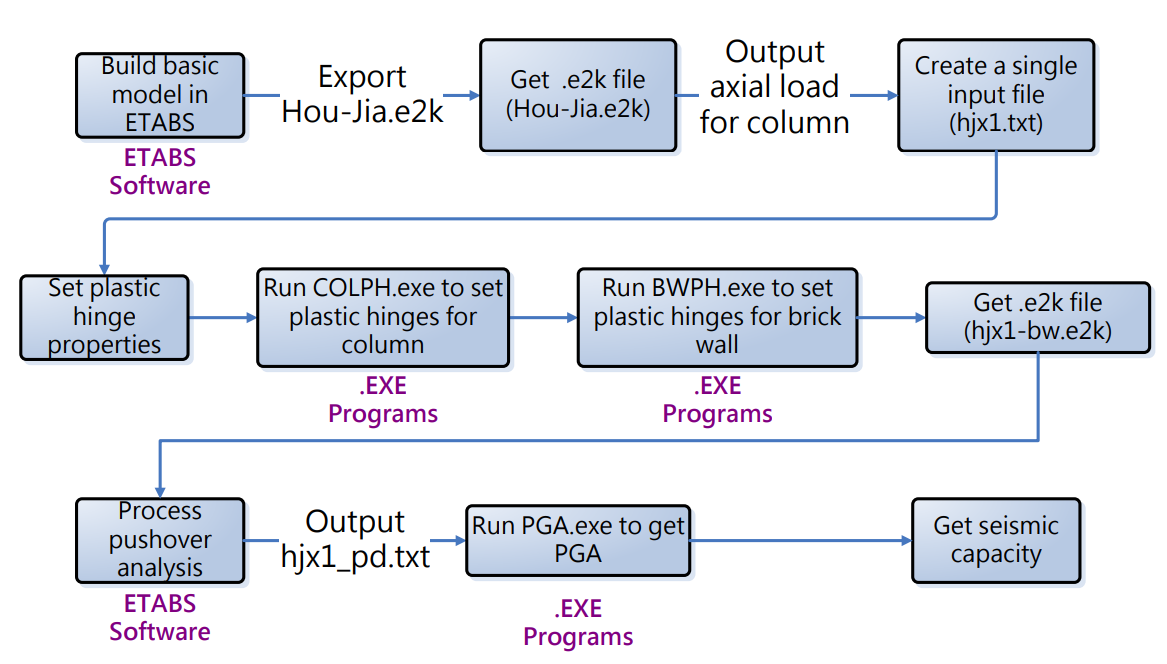 Build basic
model in
ETABS
ETABS
Software
Export
Hou-Jia.e2k
Get .e2k file
(Hou-Jia.e2k)
Output
axial load
for column
Create a single
input file
(hjx1.txt)
Set plastic
hinge
properties
Run COLPH.exe to set
plastic hinges for
column
.EXE
Programs
Run BWPH.exe to set
plastic hinges for brick
wall
.EXE
Programs
Get .e2k file
(hjx1-bw.e2k)
Process
pushover
analysis
ETABS
Software
Output
hjx1_pd.txt
Run PGA.exe to get
PGA
.EXE
Programs
Get seismic
capacity